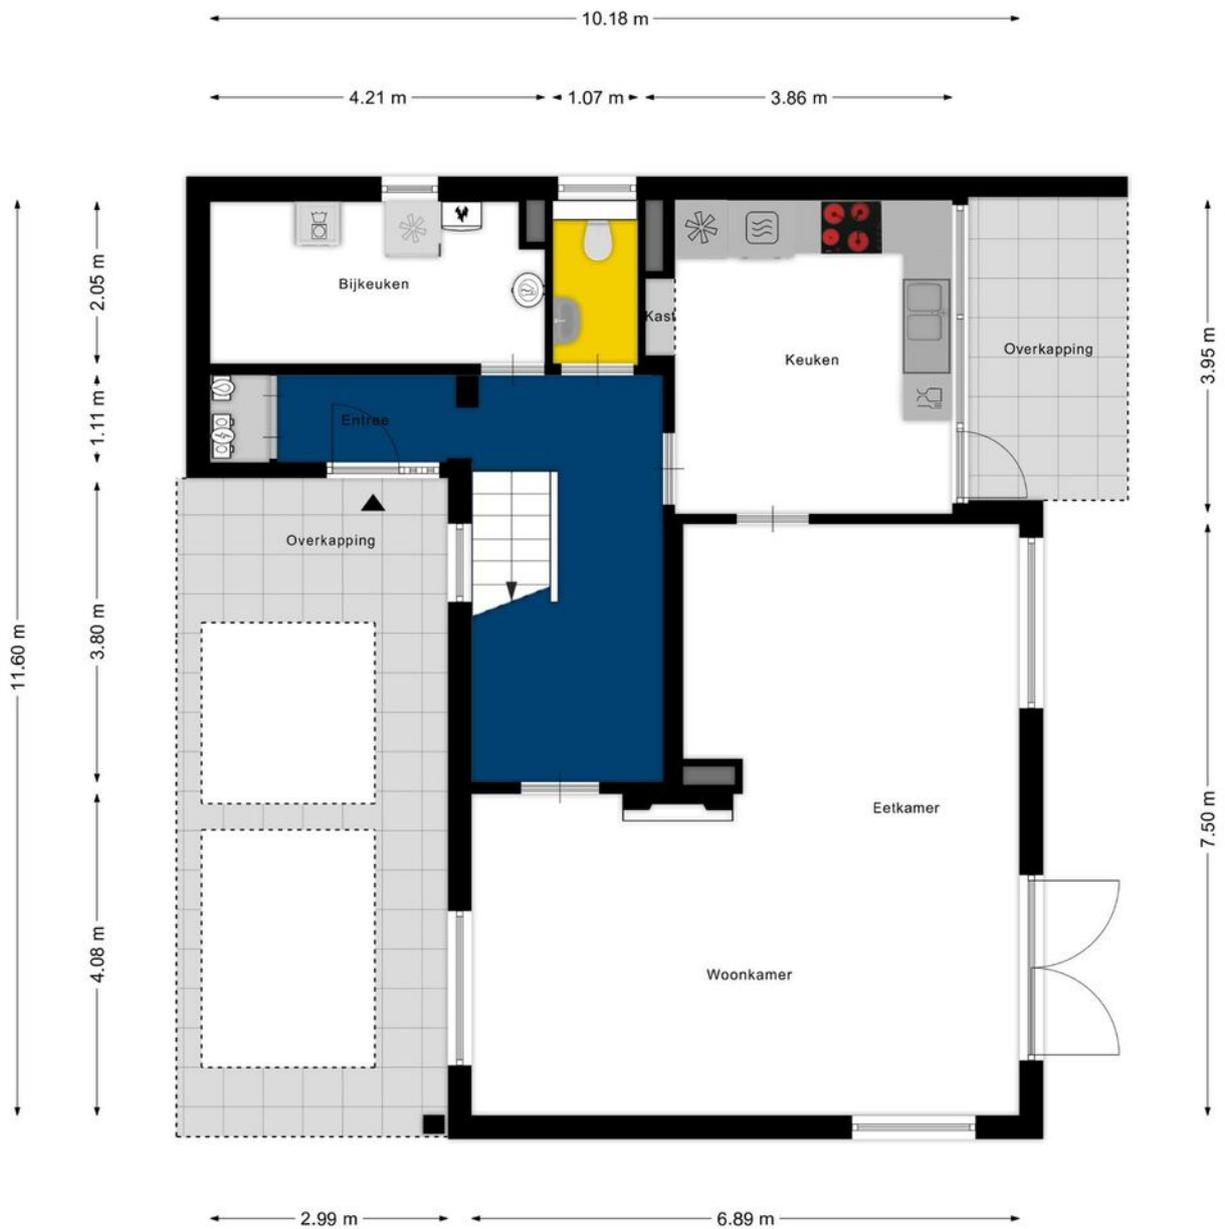 10.18 m
4.21 m
1.07 m
3.86 m
2.05 m
1.11 m
3.80 m
4.08 m
11.60 m
3.95 m
7.50 m
Bijkeuken
Kast
Keuken
Overkapping
Entree
Overkapping
Eetkamer
Woonkamer
2.99 m
6.89 m